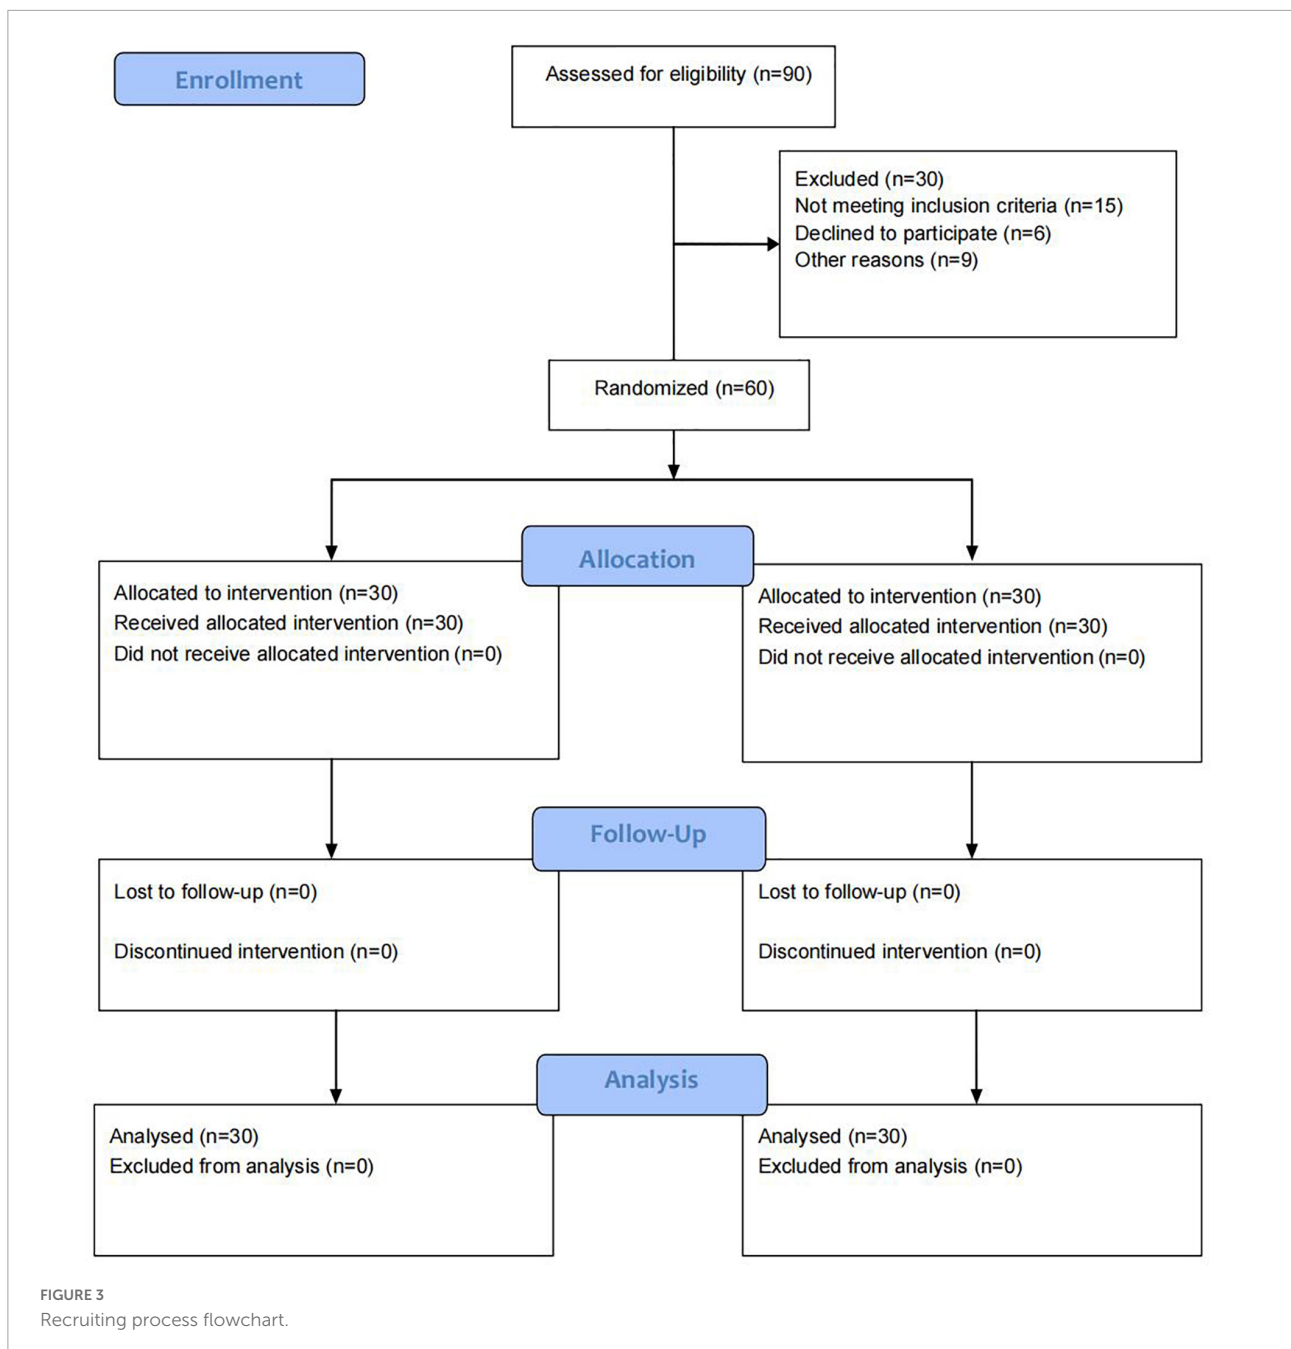 Enrollment
Assessed for eligibility (n=90)
Excluded (n=30)
Not meeting inclusion criteria (n=15)
Declined to participate (n=6)
Other reasons (n=9)
Randomized (n=60)
Allocation
Allocated to intervention (n=30)
Received allocated intervention (n=30)
Did not receive allocated intervention (n=0)
Allocated to intervention (n=30)
Received allocated intervention (n=30)
Did not receive allocated intervention (n=0)
Follow-Up
Lost to follow-up (n=0)
Discontinued intervention (n=0)
Lost to follow-up (n=0)
Discontinued intervention (n=0)
Analysis
Analysed (n=30)
Excluded from analysis (n=0)
Analysed (n=30)
Excluded from analysis (n=0)
FIGURE 3
Recruiting process flowchart.